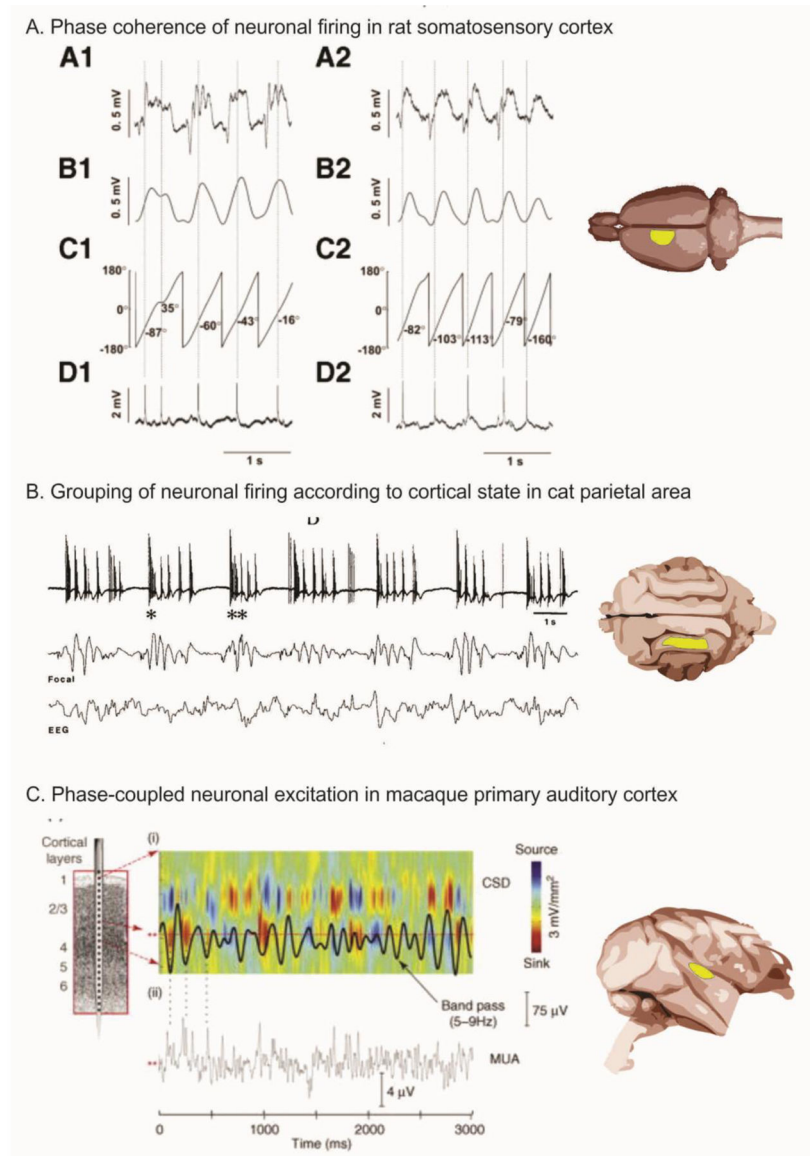 A. Phase coherence of neuronal firing in rat somatosensory cortex
A1
A2
0.5 mV
0.5 mV
B1
B2
0.5 mV
0.5 mV
C1
C2
180°
0°
-180°
-87°
35°
-60°
-43°
-16°
180°
0°
-180°
-82°
-103°
-113°
-79°
-160°
D1
D2
2 mV
2 mV
1 s
1 s
B. Grouping of neuronal firing according to cortical state in cat parietal area
*
**
1s
Focal
EEG
C. Phase-coupled neuronal excitation in macaque primary auditory cortex
Cortical
layers
1
2/3
4
5
6
(i)
**
CSD
Source
3 mV/mm²
Sink
(ii)
Band pass
(5–9Hz)
75 µV
**
MUA
4 µV
0
1000
2000
3000
Time (ms)